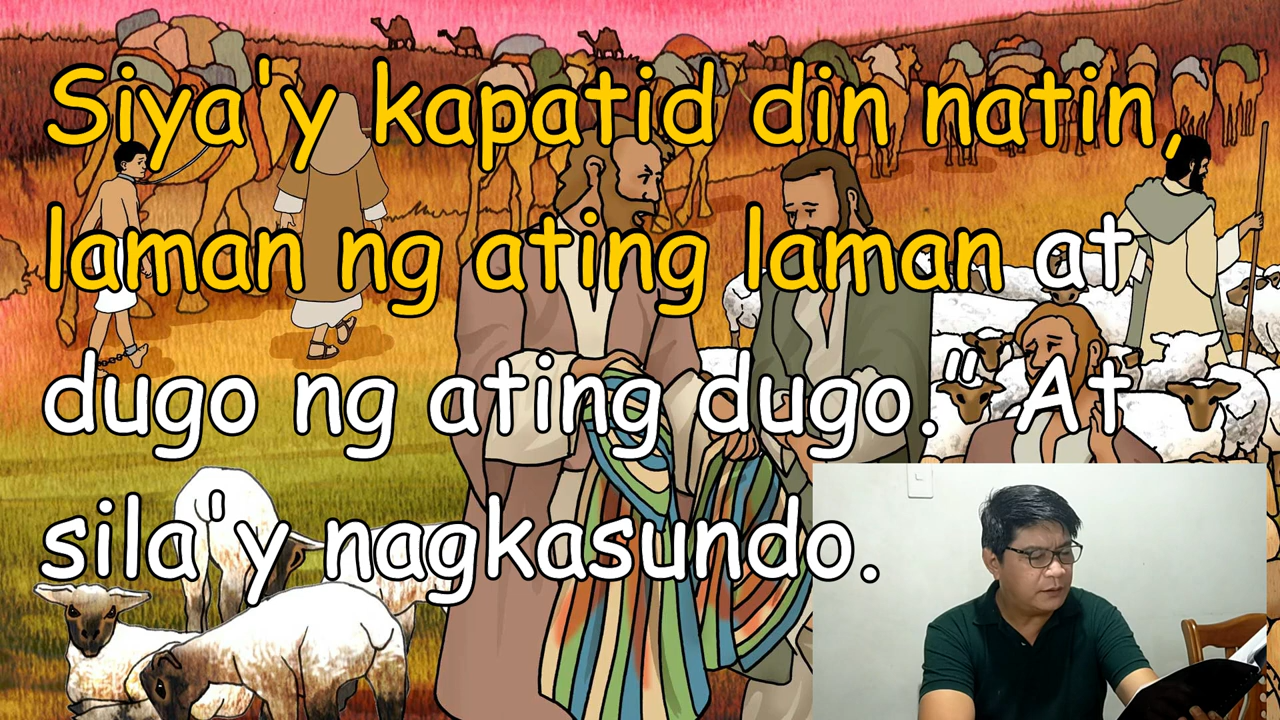 Siya'y kapatid din natin,
laman ng ating laman at
dugo ng ating dugo." At
sila'y nagkasundo.